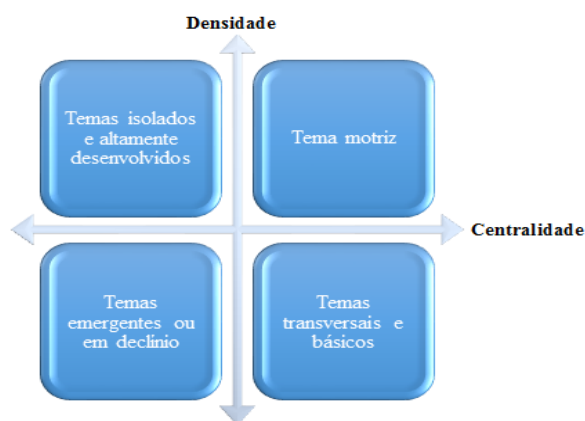 Densidade
Temas isolados
e altamente
desenvolvidos
Tema motriz
Centralidade
Temas
emergentes ou
em declínio
Temas
transversais e
básicos